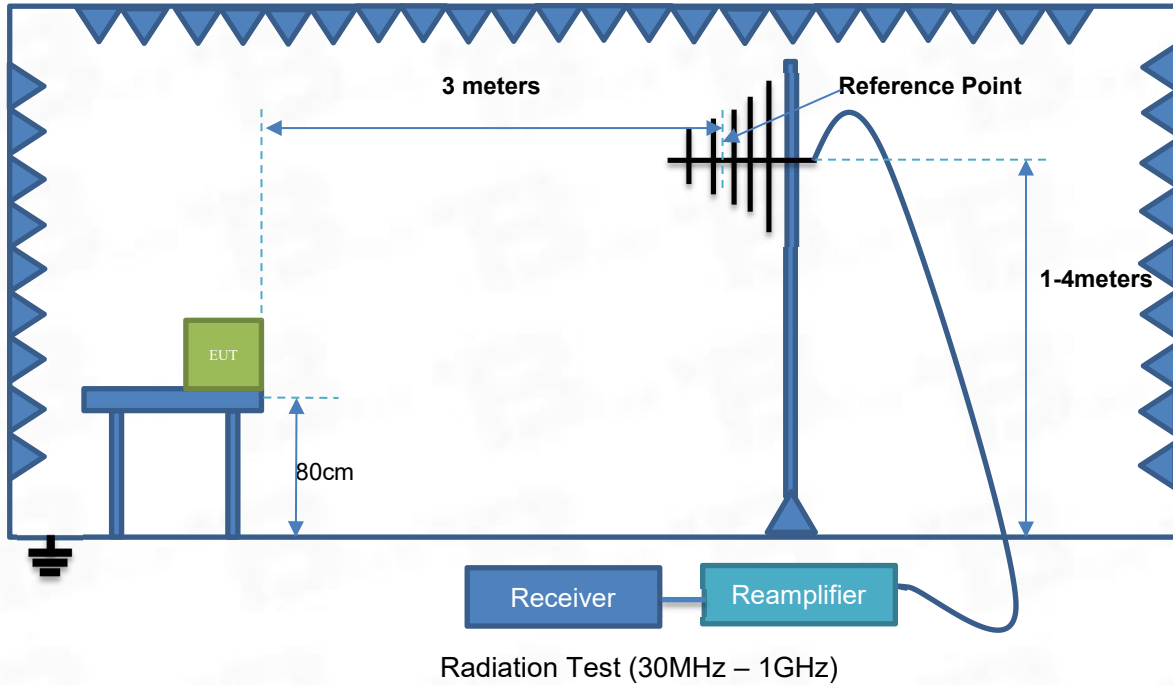 3 meters
Reference Point
1-4meters
EUT
80cm
Receiver
Reamplifier
Radiation Test (30MHz – 1GHz)